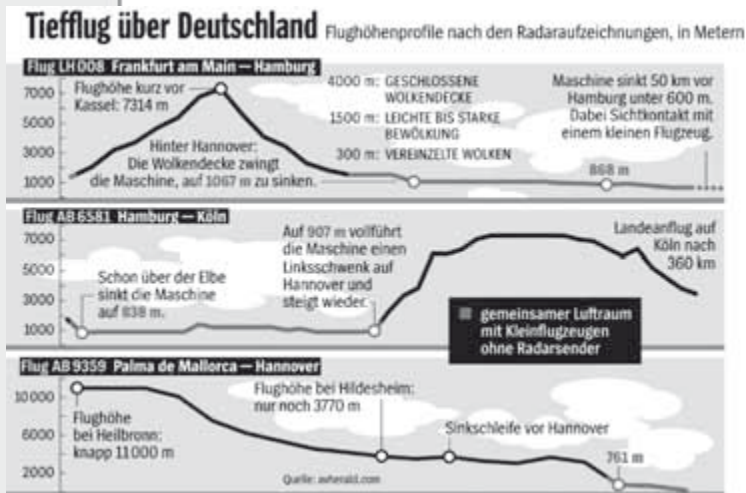 Tiefflug über Deutschland Flughöhenprofile nach den Radaraufzeichnungen, in Metern
Flug LH 008 Frankfurt am Main — Hamburg
7000
5000
3000
1000
Flughöhe kurz vor
Kassel: 7314 m
Hinter Hannover:
Die Wolkendecke zwingt
die Maschine, auf 1067 m zu sinken.
4000 m: GESCHLOSSENE
WOLKENDECKE
1500 m: LEICHTE BIS STARKE
BEWÖLKUNG
300 m: VEREINZELTE WOLKEN
Maschine sinkt 50 km vor
Hamburg unter 600 m.
Dabei Sichtkontakt mit
einem kleinen Flugzeug.
868 m
Flug AB 6581 Hamburg — Köln
7000
5000
3000
1000
Schon über der Elbe
sinkt die Maschine
auf 838 m.
Auf 907 m vollführt
die Maschine einen
Linksschwenk auf
Hannover und
steigt wieder.
Landeanflug auf
Köln nach
360 km
gemeinsamer Luftraum
mit Kleinflugzeugen
ohne Radarsender
Flug AB 9359 Palma de Mallorca — Hannover
10000
6000
2000
Flughöhe
bei Heilbronn:
knapp 11000 m
Flughöhe bei Hildesheim:
nur noch 3770 m
Sinkschleife vor Hannover
761 m
Quelle: avherald.com